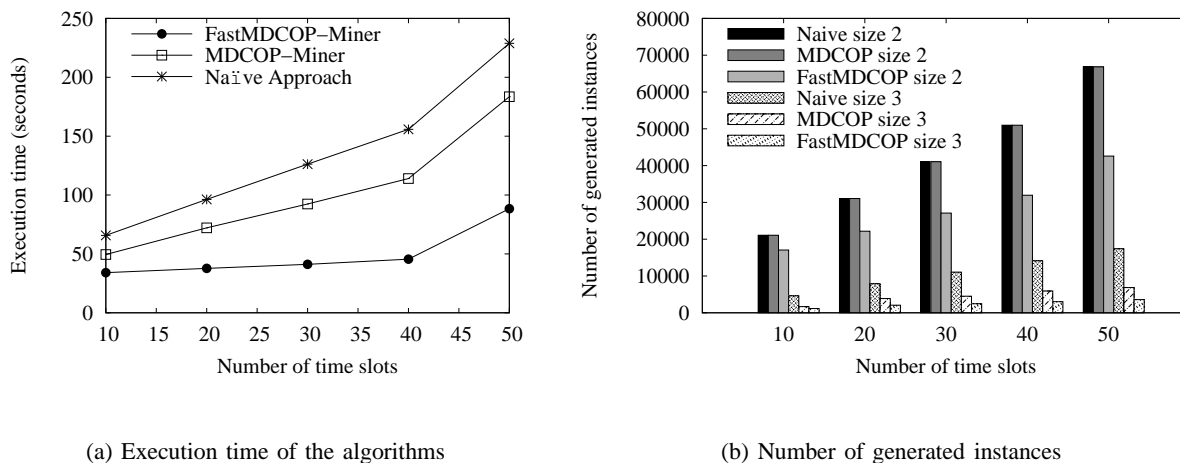 250
200
150
100
50
0
FastMDCOP−Miner
MDCOP−Miner
Naïve Approach
Execution time (seconds)
10 15 20 25 30 35 40 45 50
Number of time slots
(a) Execution time of the algorithms
80000
70000
60000
50000
40000
30000
20000
10000
0
Naive size 2
MDCOP size 2
FastMDCOP size 2
Naive size 3
MDCOP size 3
FastMDCOP size 3
Number of generated instances
10 20 30 40 50
Number of time slots
(b) Number of generated instances